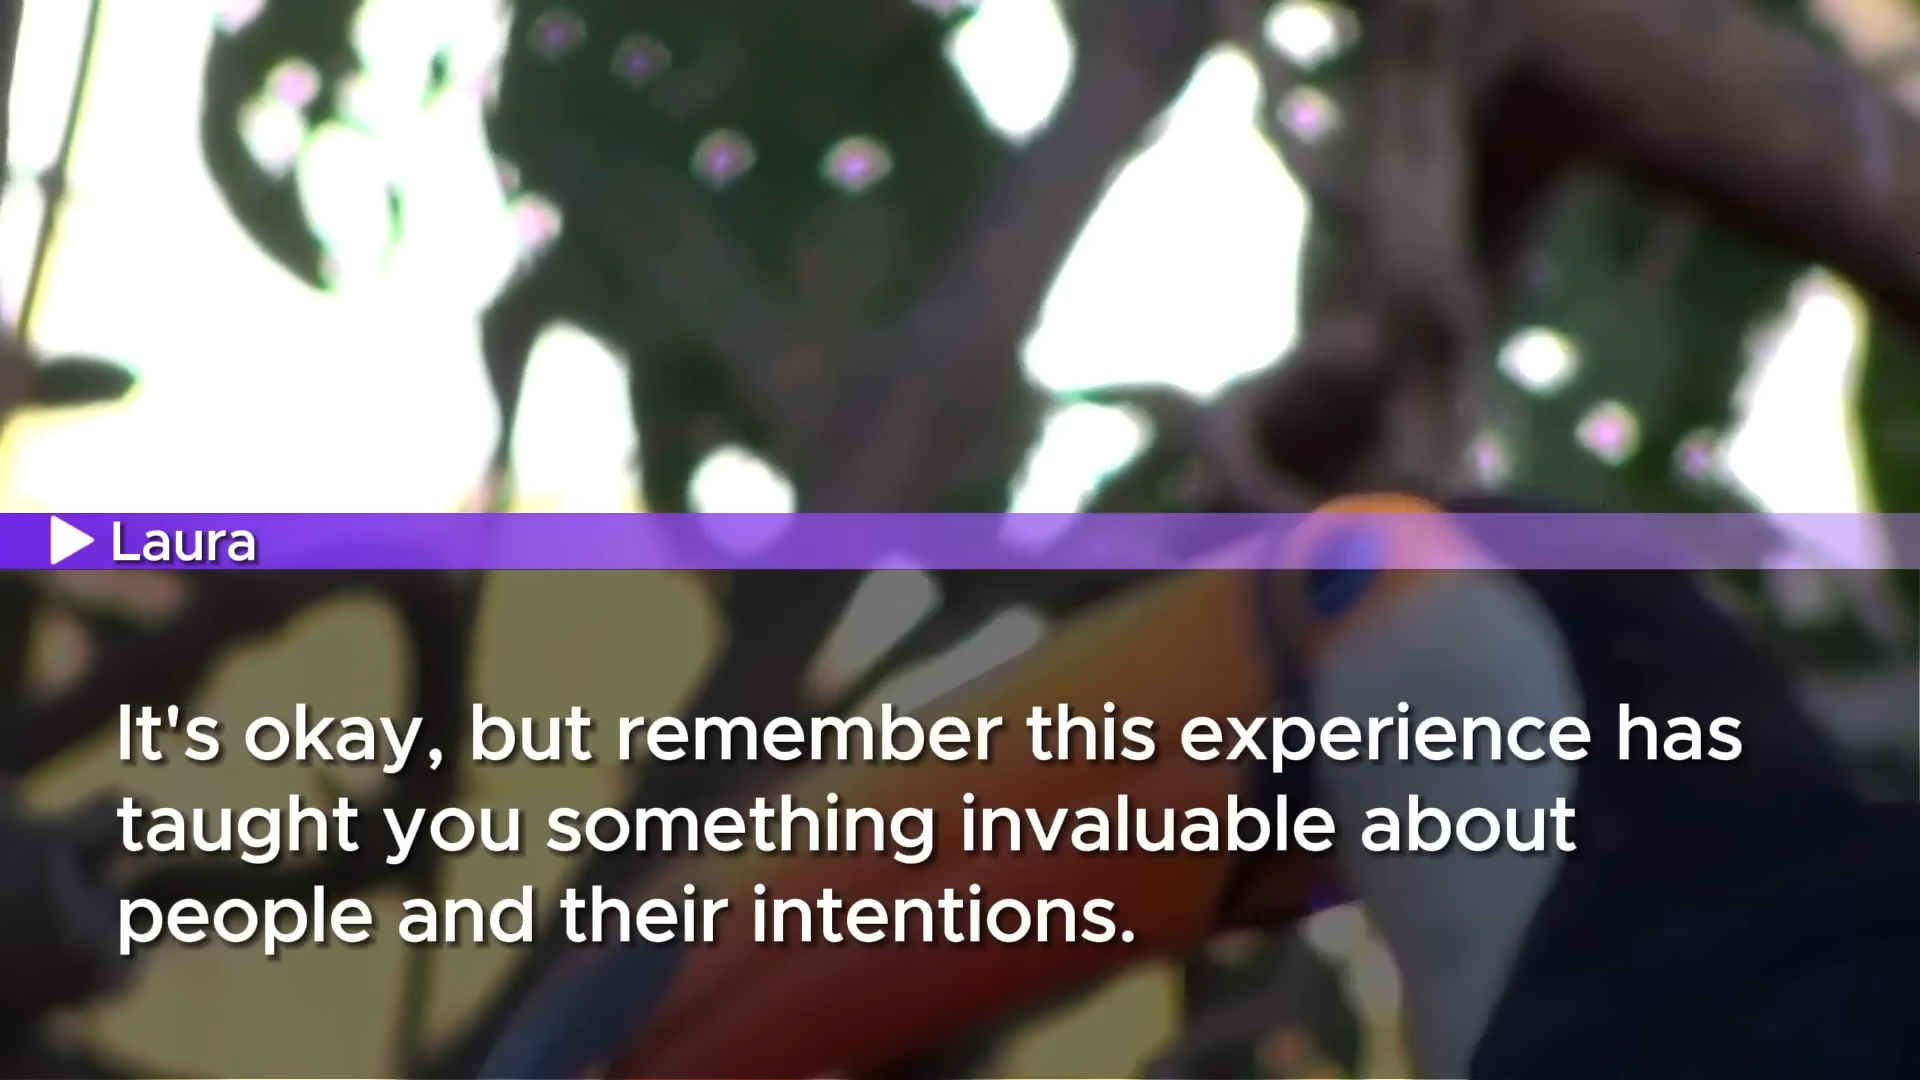 Laura
It's okay, but remember this experience has
taught you something invaluable about
people and their intentions.